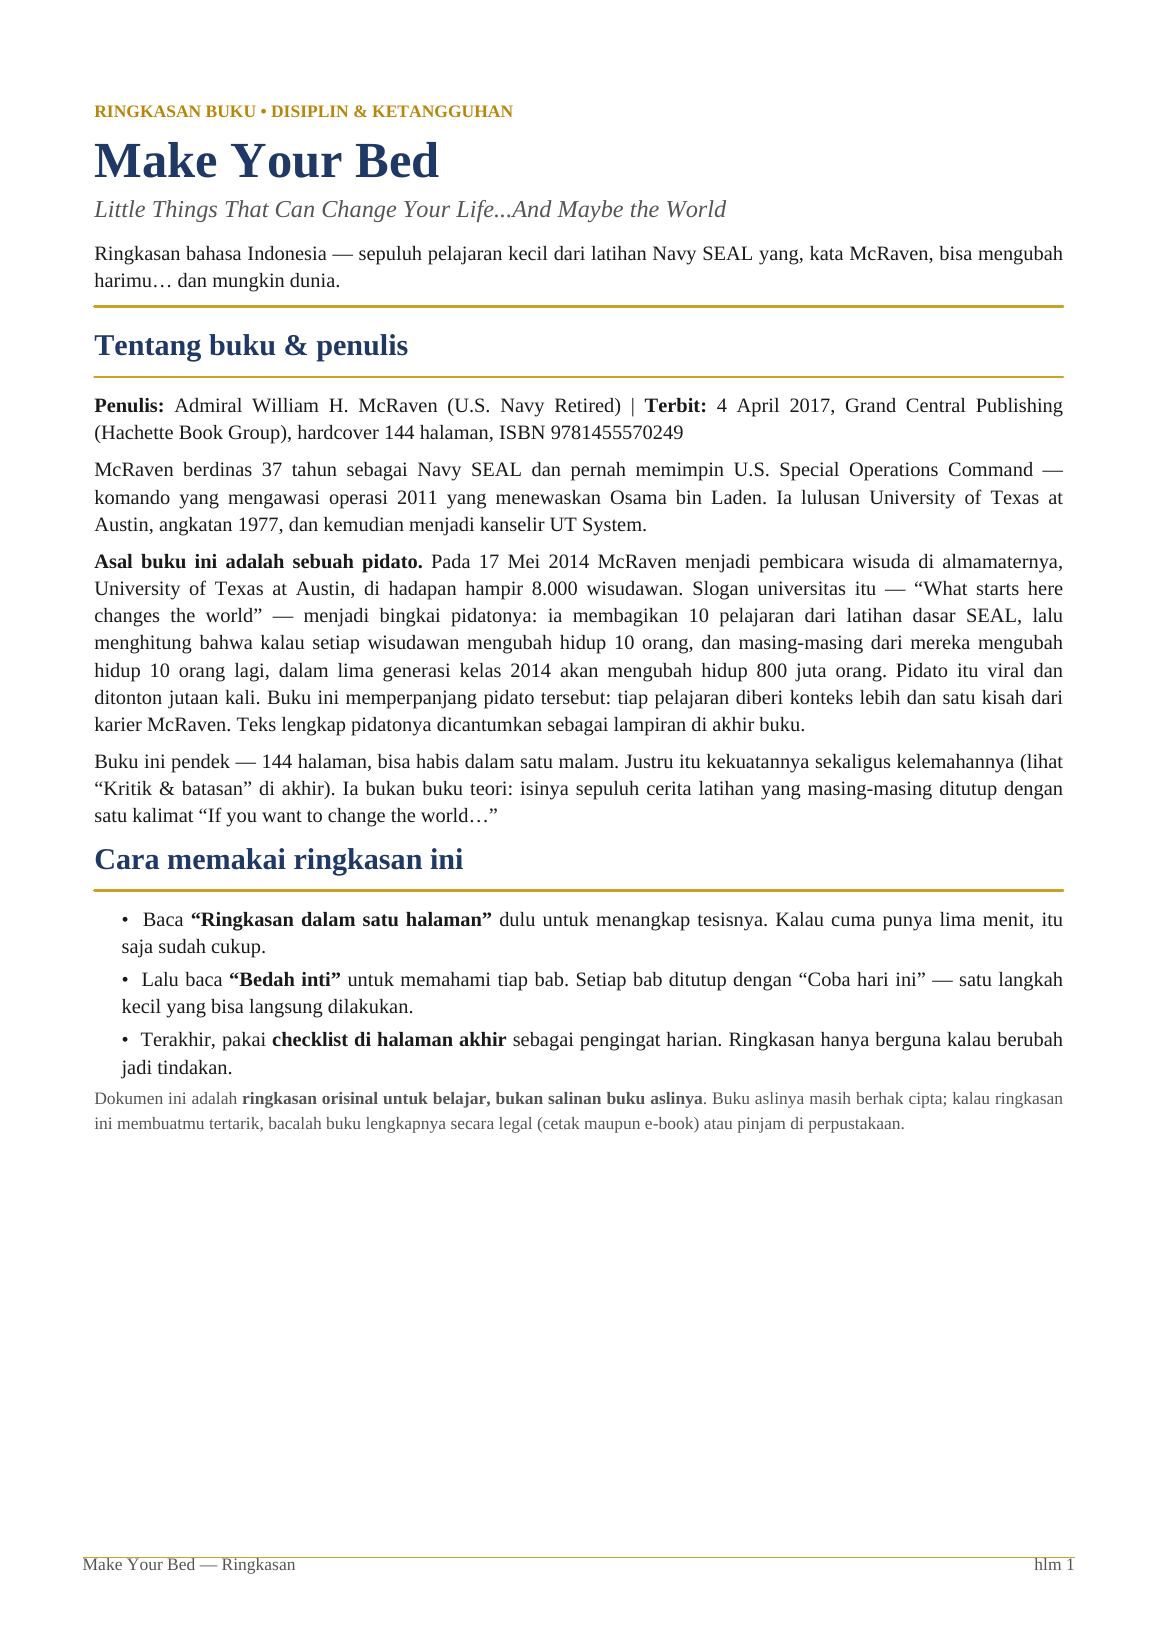 RINGKASAN BUKU • DISIPLIN & KETANGGUHAN
Make Your Bed
Little Things That Can Change Your Life...And Maybe the World
Ringkasan bahasa Indonesia — sepuluh pelajaran kecil dari latihan Navy SEAL yang, kata McRaven, bisa mengubah
harimu… dan mungkin dunia.
Tentang buku & penulis
Penulis: Admiral William H. McRaven (U.S. Navy Retired) | Terbit: 4 April 2017, Grand Central Publishing
(Hachette Book Group), hardcover 144 halaman, ISBN 9781455570249
McRaven berdinas 37 tahun sebagai Navy SEAL dan pernah memimpin U.S. Special Operations Command —
komando yang mengawasi operasi 2011 yang menewaskan Osama bin Laden. Ia lulusan University of Texas at
Austin, angkatan 1977, dan kemudian menjadi kanselir UT System.
Asal buku ini adalah sebuah pidato. Pada 17 Mei 2014 McRaven menjadi pembicara wisuda di almamaternya,
University of Texas at Austin, di hadapan hampir 8.000 wisudawan. Slogan universitas itu — “What starts here
changes the world” — menjadi bingkai pidatonya: ia membagikan 10 pelajaran dari latihan dasar SEAL, lalu
menghitung bahwa kalau setiap wisudawan mengubah hidup 10 orang, dan masing-masing dari mereka mengubah
hidup 10 orang lagi, dalam lima generasi kelas 2014 akan mengubah hidup 800 juta orang. Pidato itu viral dan
ditonton jutaan kali. Buku ini memperpanjang pidato tersebut: tiap pelajaran diberi konteks lebih dan satu kisah dari
karier McRaven. Teks lengkap pidatonya dicantumkan sebagai lampiran di akhir buku.
Buku ini pendek — 144 halaman, bisa habis dalam satu malam. Justru itu kekuatannya sekaligus kelemahannya (lihat
“Kritik & batasan” di akhir). Ia bukan buku teori: isinya sepuluh cerita latihan yang masing-masing ditutup dengan
satu kalimat “If you want to change the world…”
Cara memakai ringkasan ini
• Baca “Ringkasan dalam satu halaman” dulu untuk menangkap tesisnya. Kalau cuma punya lima menit, itu
saja sudah cukup.
• Lalu baca “Bedah inti” untuk memahami tiap bab. Setiap bab ditutup dengan “Coba hari ini” — satu langkah
kecil yang bisa langsung dilakukan.
• Terakhir, pakai checklist di halaman akhir sebagai pengingat harian. Ringkasan hanya berguna kalau berubah
jadi tindakan.
Dokumen ini adalah ringkasan orisinal untuk belajar, bukan salinan buku aslinya. Buku aslinya masih berhak cipta; kalau ringkasan
ini membuatmu tertarik, bacalah buku lengkapnya secara legal (cetak maupun e-book) atau pinjam di perpustakaan.
Make Your Bed — Ringkasan
hlm 1